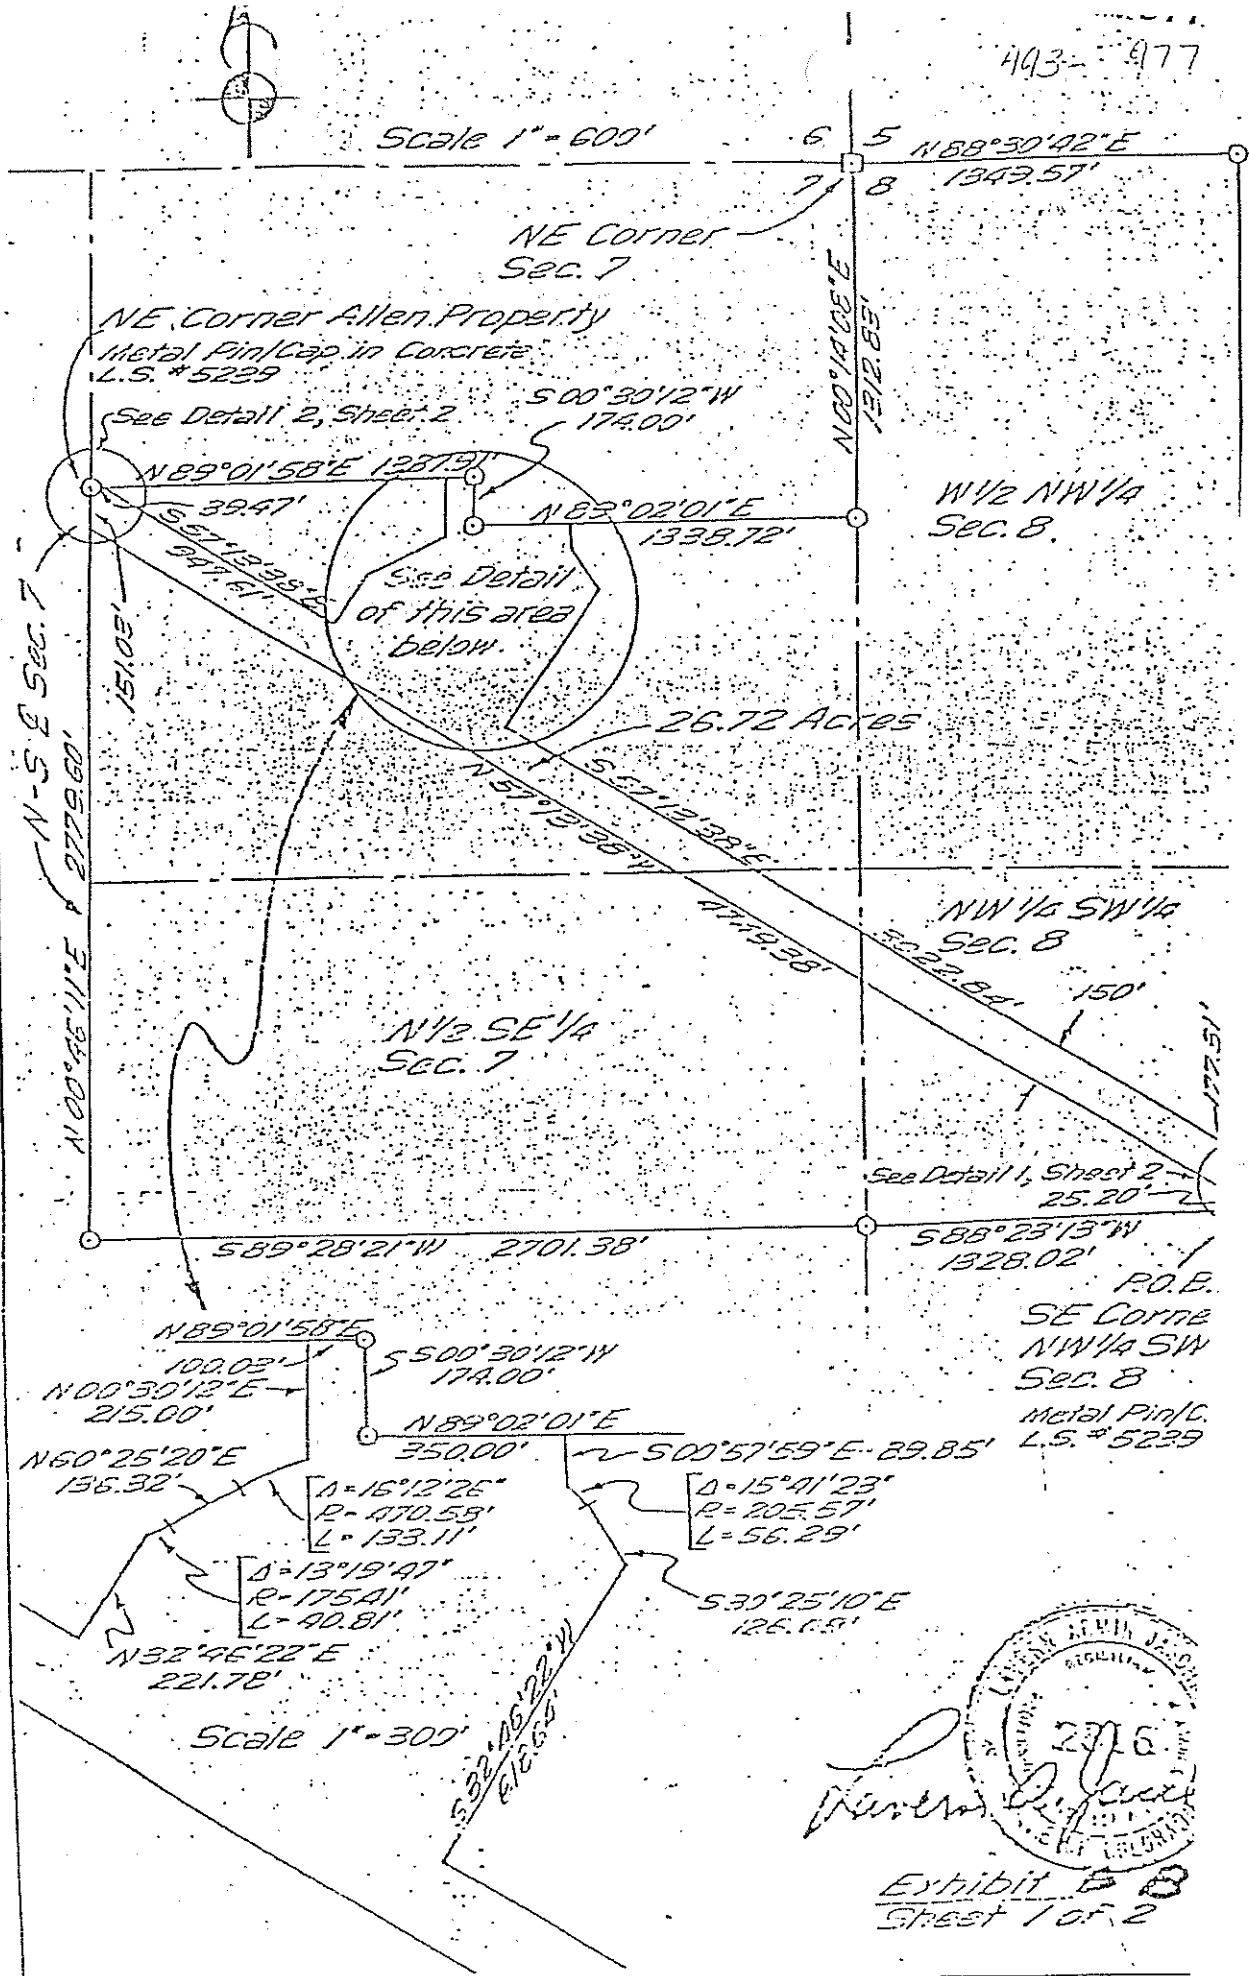 493- 977
Scale 1"=600'
6 5
7 8
N88°30'42"E
1349.57'
NE Corner
Sec. 7
N00°14'08"E
1312.83'
NE Corner Allen Property
Metal Pin/Cap in Concrete
L.S. #5239
See Detail 2, Sheet 2
S00°30'12"W
174.00'
N89°01'58"E 1337.91'
39.47'
S57°13'38"E
947.61'
N89°02'01"E
1338.72'
W1/2 NW1/4
Sec. 8
See Detail
of this area
below
151.03'
N-S ₵ Sec. 7
N00°46'11"E 2779.60'
26.72 Acres
S57°13'38"E
3622.84'
N57°13'38"W
4749.38'
NW1/4 SW1/4
Sec. 8
150'
177.51'
N1/2 SE1/4
Sec. 7
See Detail 1, Sheet 2
25.20'
S89°28'21"W 2701.38'
S88°23'13"W
1328.02'
P.O.B.
SE Corne
NW1/4 SW
Sec. 8
Metal Pin/C
L.S. #5239
N89°01'58"E
100.03'
S00°30'12"W
174.00'
N00°30'12"E
215.00'
N89°02'01"E
350.00'
S00°57'59"E-89.85'
N60°25'20"E
136.32'
Δ=16°12'26"
R=470.58'
L=133.11'
Δ=15°41'23"
R=205.57'
L=56.29'
Δ=13°19'47"
R=175.41'
L=40.81'
N32°46'22"E
221.78'
S30°25'10"E
S32°46'22"W
612.64'
Scale 1"=300'
Exhibit B
Sheet 1 of 2